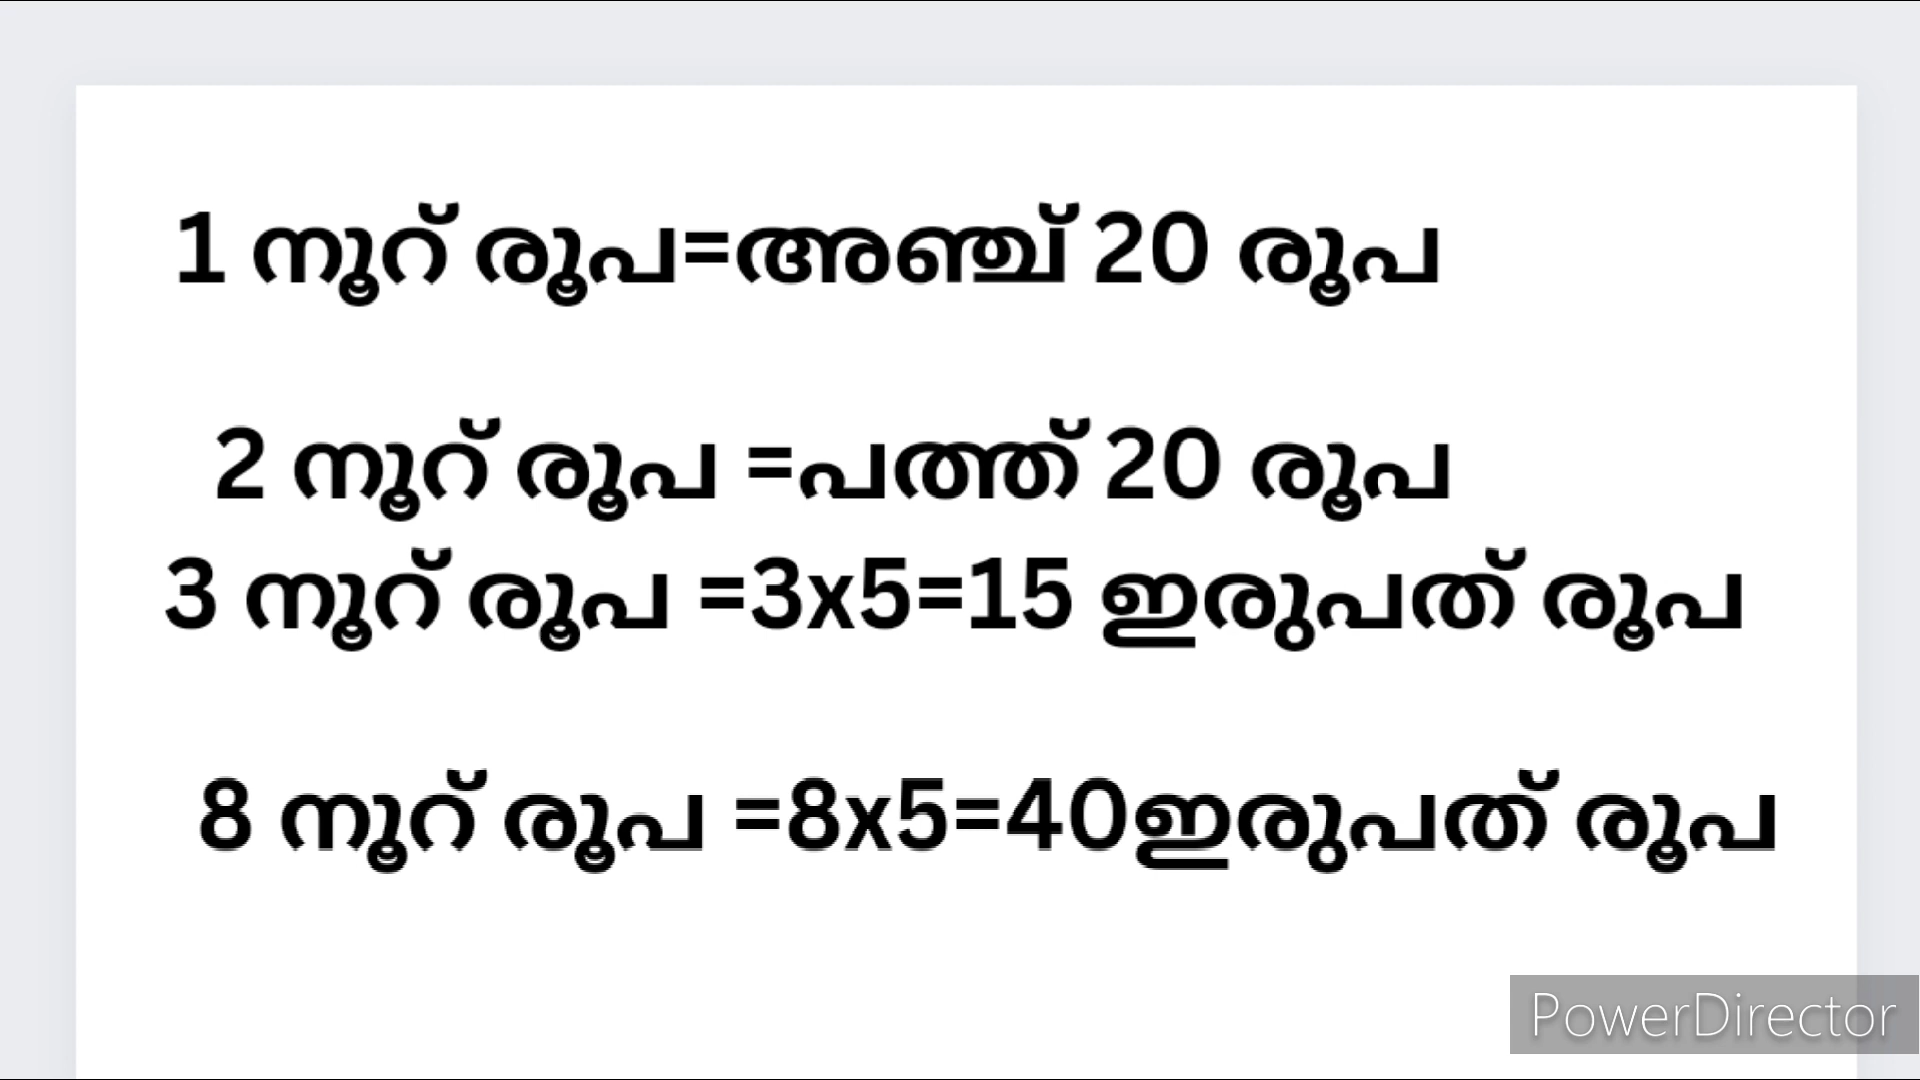 1 നൂറ് രൂപ=അഞ്ച് 20 രൂപ
2 നൂറ് രൂപ =പത്ത് 20 രൂപ
3 നൂറ് രൂപ =3x5=15 ഇരുപത് രൂപ
8 നൂറ് രൂപ =8x5=40ഇരുപത് രൂപ
PowerDirector